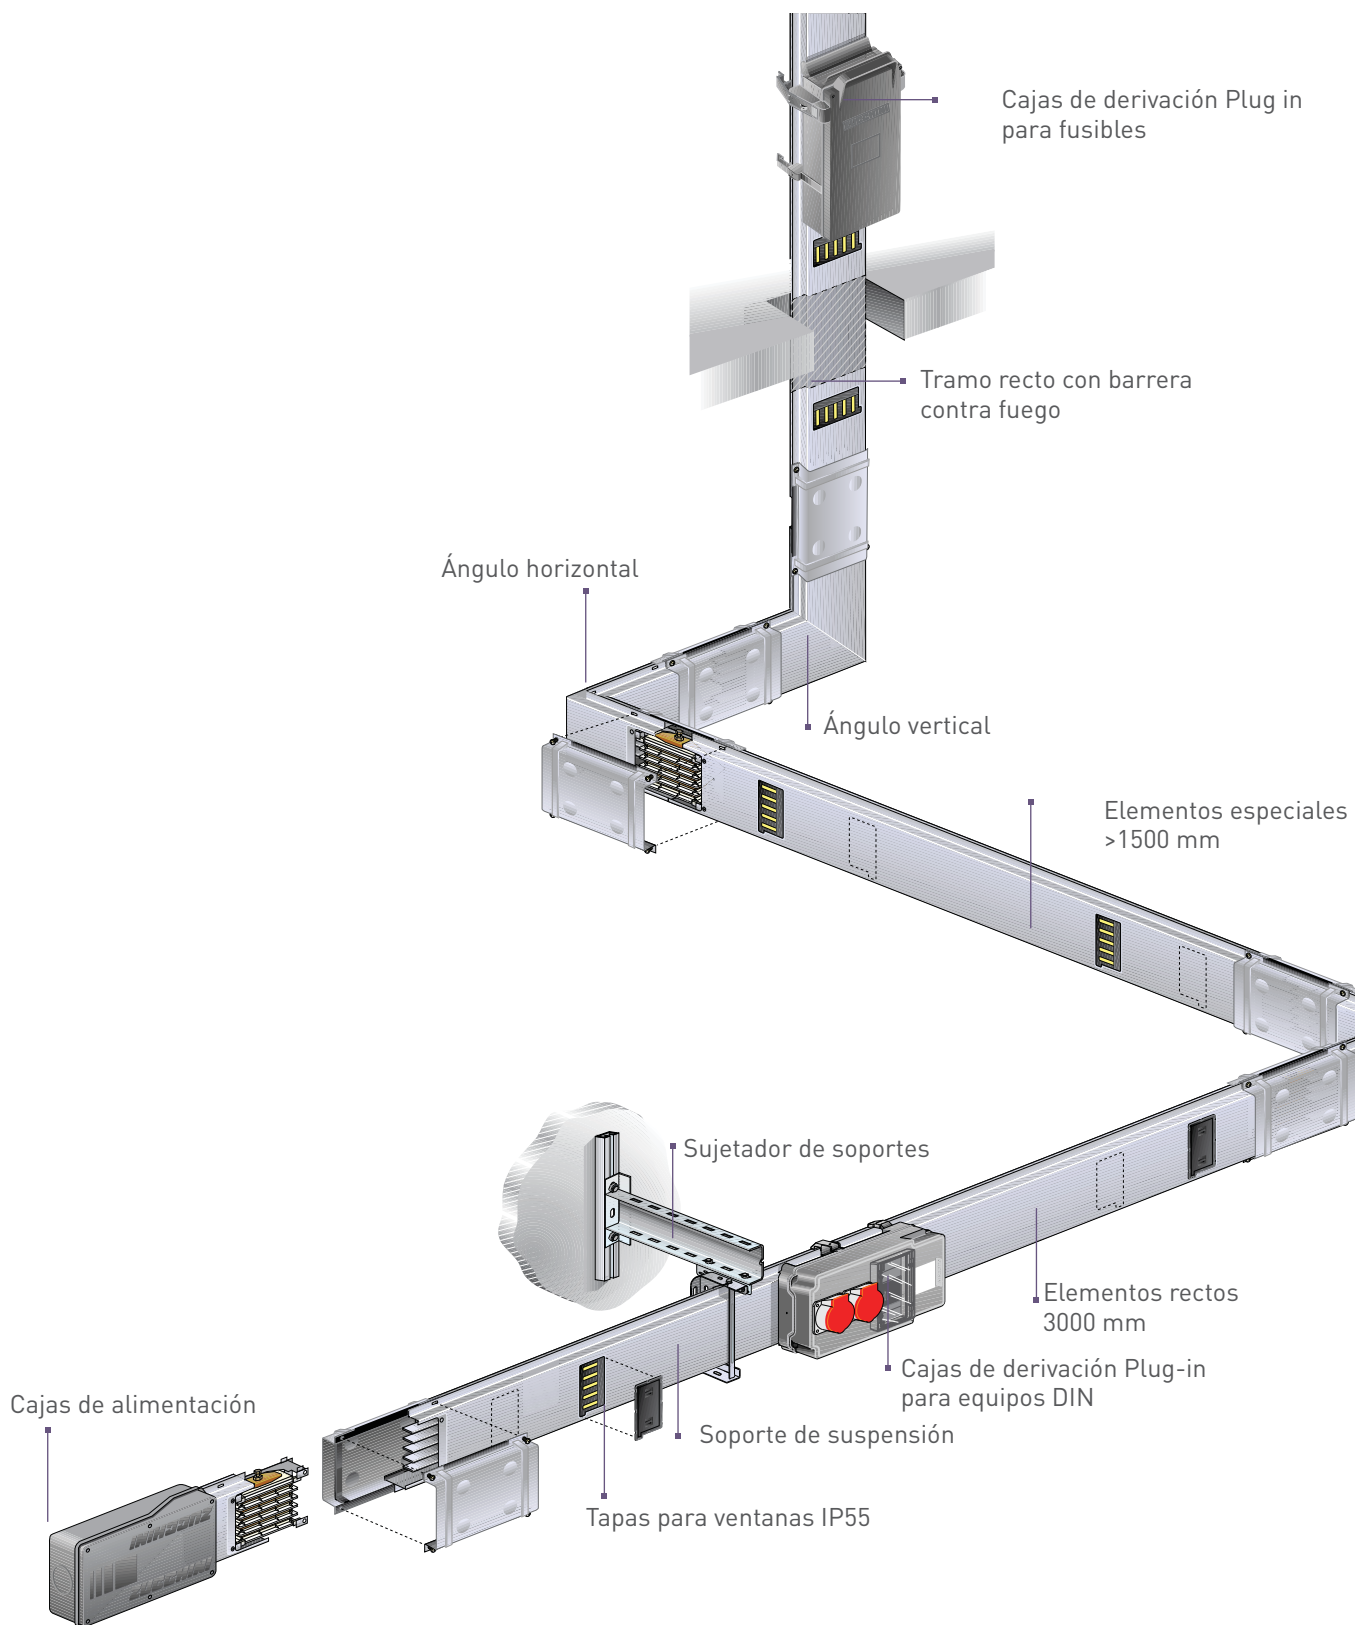 Cajas de derivación Plug in
para fusibles
Tramo recto con barrera
contra fuego
Ángulo horizontal
Ángulo vertical
Elementos especiales
>1500 mm
Sujetador de soportes
Elementos rectos
3000 mm
Cajas de derivación Plug-in
para equipos DIN
Cajas de alimentación
Soporte de suspensión
Tapas para ventanas IP55
ZUCCHINI
ZUCCHINI